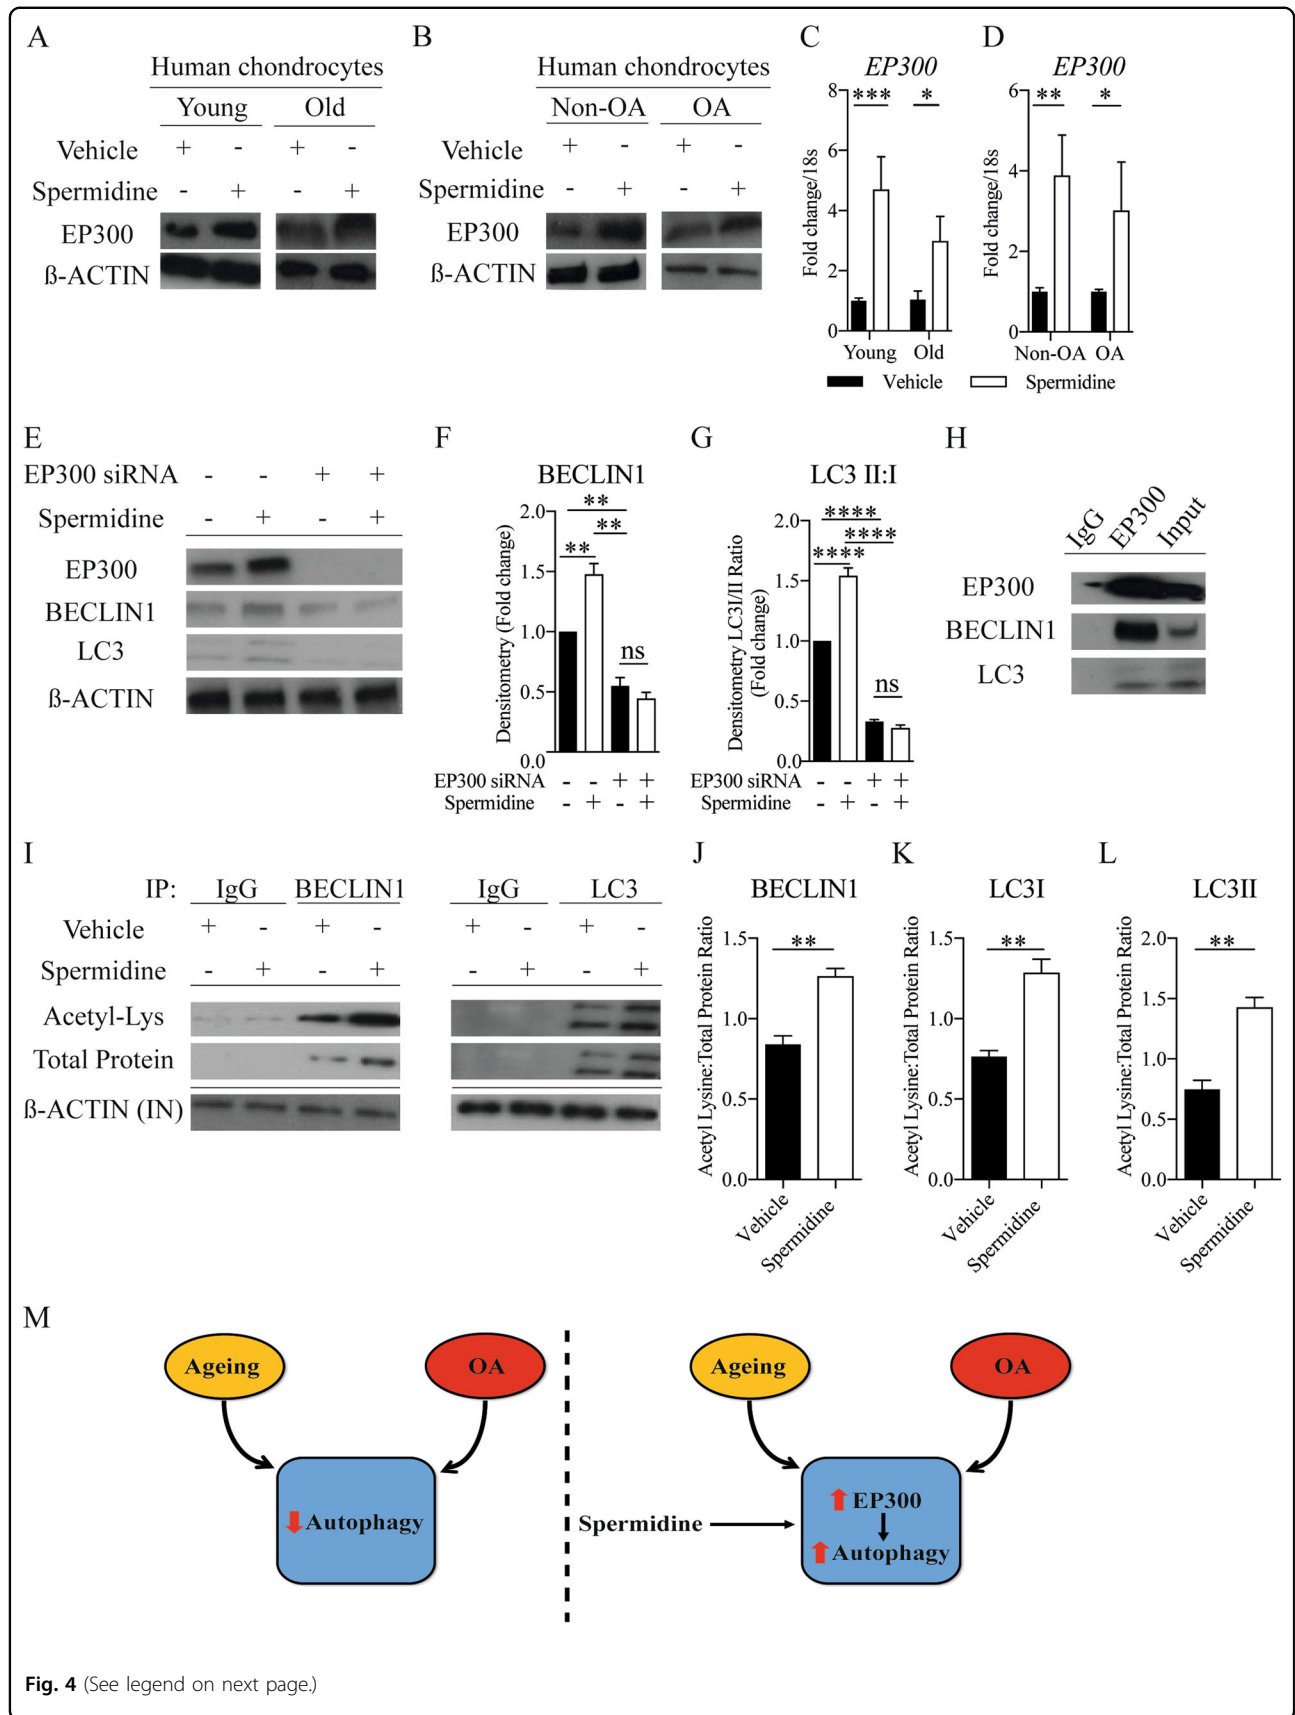 A
Human chondrocytes
Young Old
Vehicle + - + -
Spermidine - + - +
EP300
ß-ACTIN
B
Human chondrocytes
Non-OA OA
Vehicle + - + -
Spermidine - + - +
EP300
ß-ACTIN
C
EP300
Fold change/18s
8
6
4
2
0
*** *
Young Old
D
EP300
Fold change/18s
6
4
2
0
** *
Non-OA OA
Vehicle Spermidine
E
EP300 siRNA - - + +
Spermidine - + - +
EP300
BECLIN1
LC3
ß-ACTIN
F
BECLIN1
Densitometry (Fold change)
2.0
1.5
1.0
0.5
0.0
**
**
**
ns
EP300 siRNA - - + +
Spermidine - + - +
G
LC3 II:I
Densitometry LC3I/II Ratio
(Fold change)
2.0
1.5
1.0
0.5
0.0
****
****
****
ns
EP300 siRNA - - + +
Spermidine - + - +
H
IgG EP300 Input
EP300
BECLIN1
LC3
I
IP: IgG BECLIN1 IgG LC3
Vehicle + - + - + - + -
Spermidine - + - + - + - +
Acetyl-Lys
Total Protein
ß-ACTIN (IN)
J
BECLIN1
Acetyl Lysine:Total Protein Ratio
1.5
1.0
0.5
0.0
**
Vehicle
Spermidine
K
LC3I
Acetyl Lysine:Total Protein Ratio
1.5
1.0
0.5
0.0
**
Vehicle
Spermidine
L
LC3II
Acetyl Lysine:Total Protein Ratio
2.0
1.5
1.0
0.5
0.0
**
Vehicle
Spermidine
M
Ageing OA
Autophagy
Ageing OA
Spermidine
EP300
Autophagy
Fig. 4 (See legend on next page.)